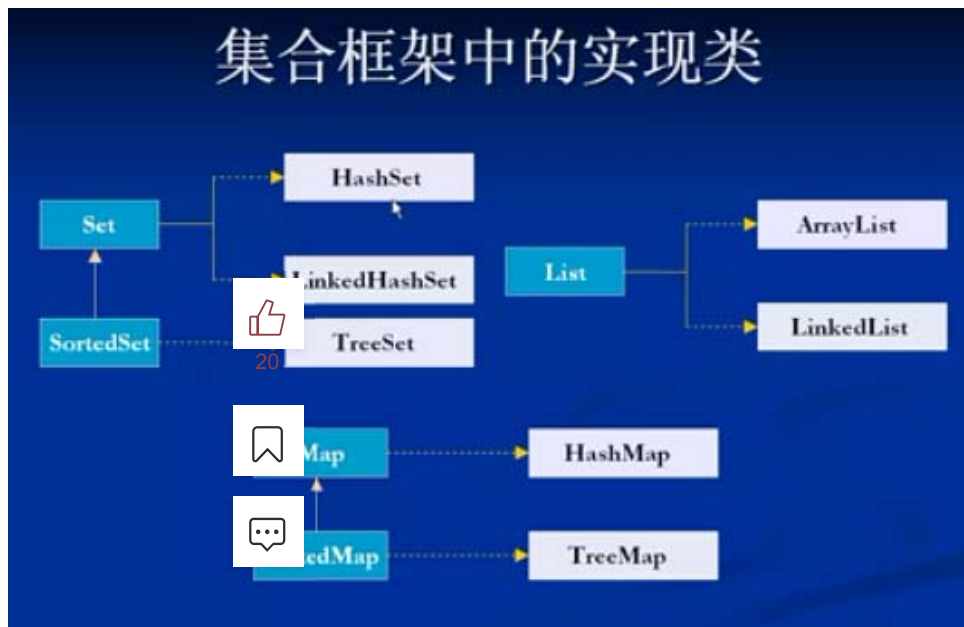 集合框架中的实现类
HashSet
Set
ArrayList
LinkedHashSet
List
SortedSet
TreeSet
LinkedList
20
Map
HashMap
TreeMap